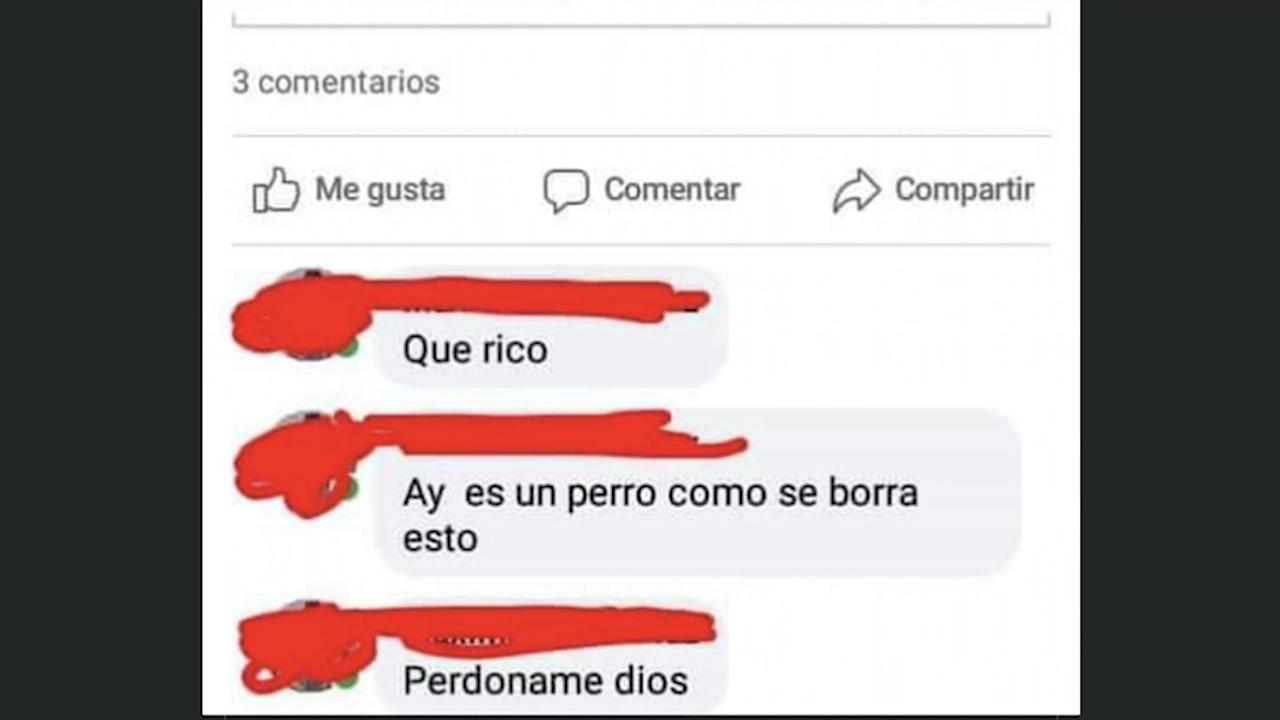 3 comentarios
Me gusta Comentar Compartir
Que rico
Ay es un perro como se borra
esto
Perdoname dios